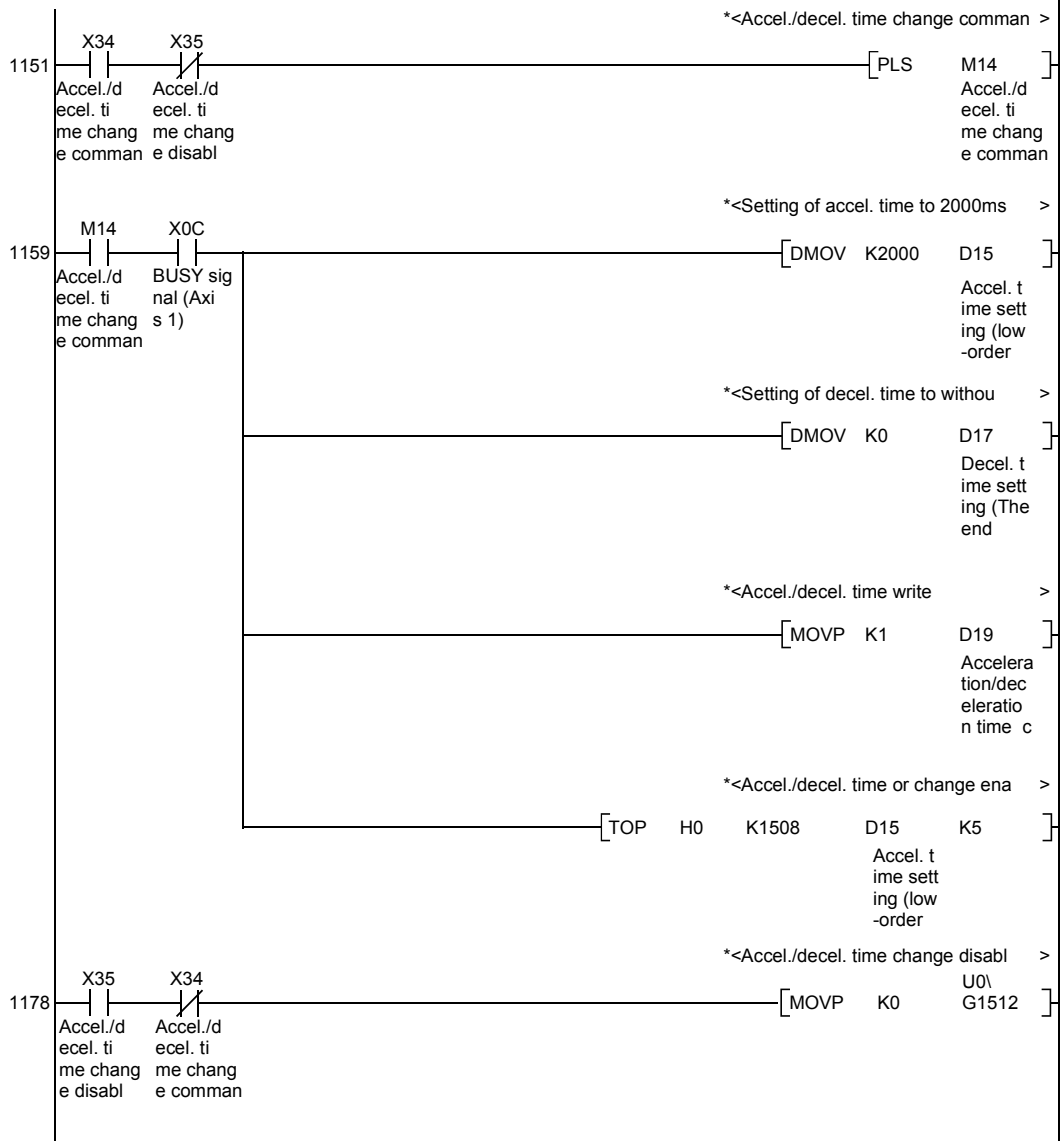 *<Accel./decel. time change comman >
X34 X35
1151 PLS M14
Accel./d Accel./d Accel./d
ecel. ti ecel. ti ecel. ti
me chang me chang me chang
e comman e disabl e comman
*<Setting of accel. time to 2000ms >
M14 X0C
1159 DMOV K2000 D15
Accel./d BUSY sig Accel. t
ecel. ti nal (Axi ime sett
me chang s 1) ing (low
e comman -order
*<Setting of decel. time to withou >
DMOV K0 D17
Decel. t
ime sett
ing (The
end
*<Accel./decel. time write >
MOVP K1 D19
Accelera
tion/dec
eleratio
n time c
*<Accel./decel. time or change ena >
TOP H0 K1508 D15 K5
Accel. t
ime sett
ing (low
-order
*<Accel./decel. time change disabl >
X35 X34 U0\
1178 MOVP K0 G1512
Accel./d Accel./d
ecel. ti ecel. ti
me chang me chang
e disabl e comman